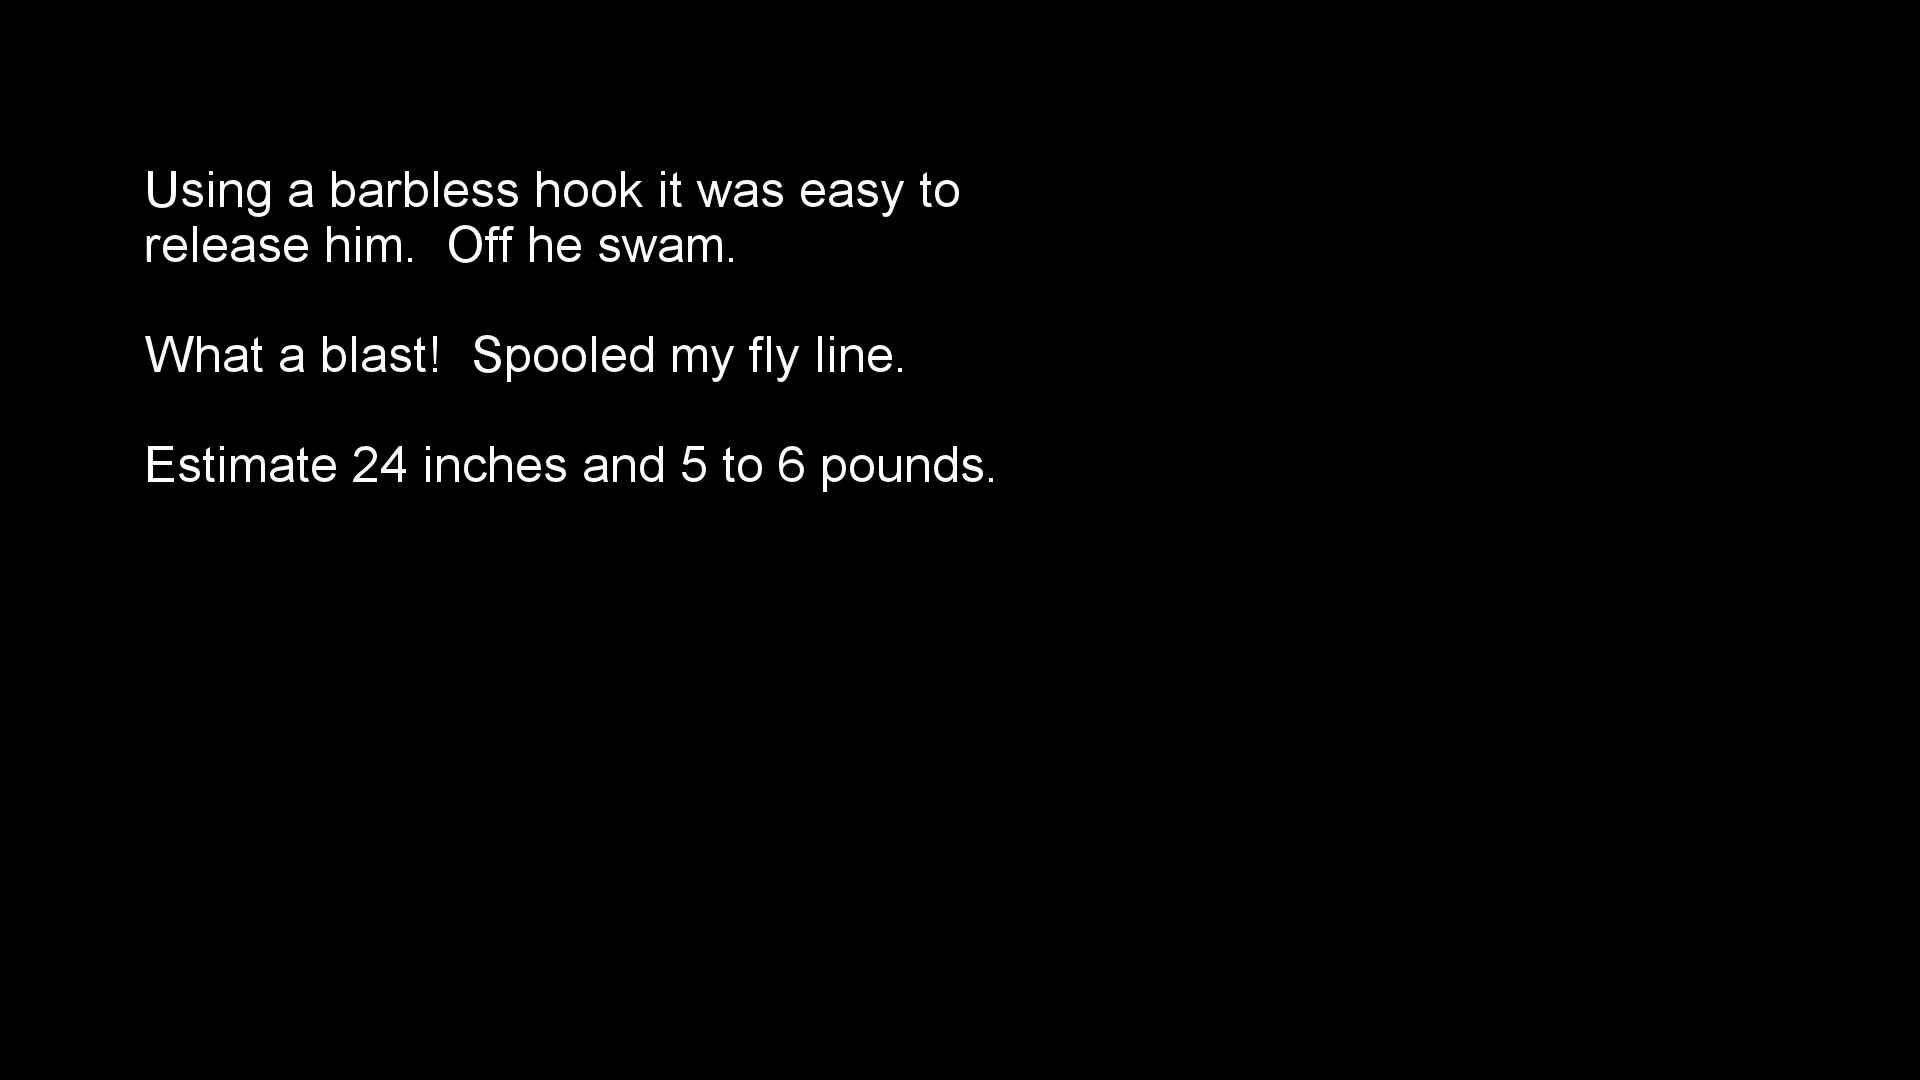 Using a barbless hook it was easy to
release him.  Off he swam.
What a blast!  Spooled my fly line.
Estimate 24 inches and 5 to 6 pounds.